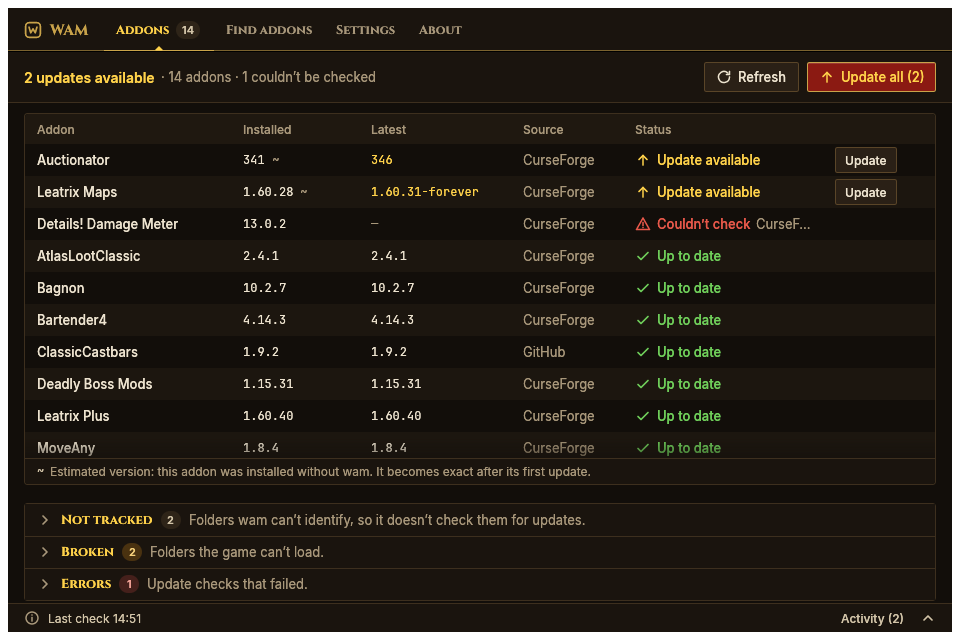 WAM ADDONS 14 FIND ADDONS SETTINGS ABOUT
2 updates available · 14 addons · 1 couldn't be checked Refresh Update all (2)
Addon Installed Latest Source Status
Auctionator 341 ~ 346 CurseForge Update available Update
Leatrix Maps 1.60.28 ~ 1.60.31-forever CurseForge Update available Update
Details! Damage Meter 13.0.2 — CurseForge Couldn't check CurseF...
AtlasLootClassic 2.4.1 2.4.1 CurseForge Up to date
Bagnon 10.2.7 10.2.7 CurseForge Up to date
Bartender4 4.14.3 4.14.3 CurseForge Up to date
ClassicCastbars 1.9.2 1.9.2 GitHub Up to date
Deadly Boss Mods 1.15.31 1.15.31 CurseForge Up to date
Leatrix Plus 1.60.40 1.60.40 CurseForge Up to date
MoveAny 1.8.4 1.8.4 CurseForge Up to date
~ Estimated version: this addon was installed without wam. It becomes exact after its first update.
NOT TRACKED 2 Folders wam can't identify, so it doesn't check them for updates.
BROKEN 2 Folders the game can't load.
ERRORS 1 Update checks that failed.
Last check 14:51 Activity (2)